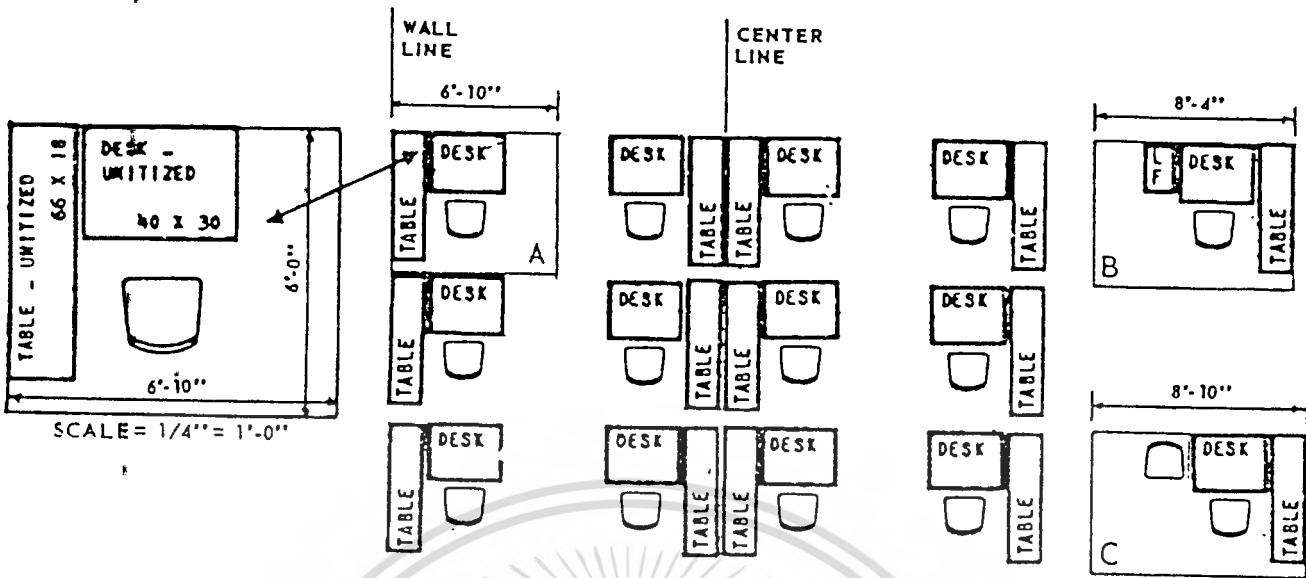 WALL
LINE
CENTER
LINE
6'-10''
8'-4''
TABLE - UNITIZED
66 X 18
DESK -
UNITIZED
40 X 30
6'-0''
6'-10''
SCALE = 1/4'' = 1'-0''
TABLE
DESK
A
DESK
TABLE
TABLE
DESK
DESK
TABLE
L
F
DESK
TABLE
B
TABLE
DESK
DESK
TABLE
TABLE
DESK
DESK
TABLE
8'-10''
TABLE
DESK
DESK
TABLE
TABLE
DESK
DESK
TABLE
DESK
TABLE
C